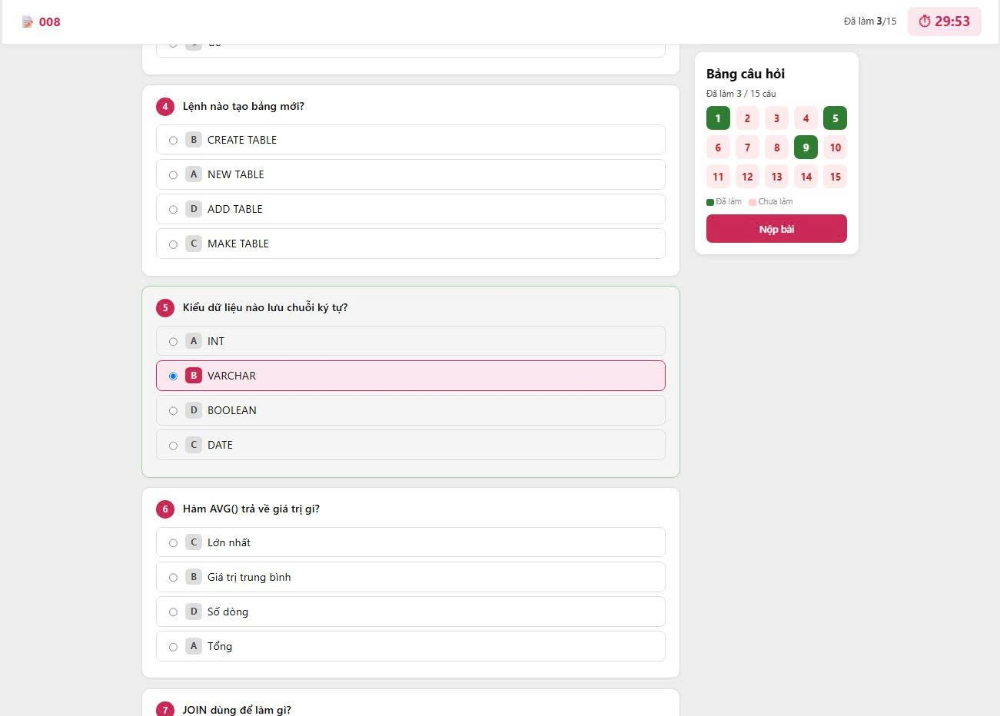 008
Đã làm 3/15
29:53
4 Lệnh nào tạo bảng mới?
B CREATE TABLE
A NEW TABLE
D ADD TABLE
C MAKE TABLE
5 Kiểu dữ liệu nào lưu chuỗi ký tự?
A INT
B VARCHAR
D BOOLEAN
C DATE
6 Hàm AVG() trả về giá trị gì?
C Lớn nhất
B Giá trị trung bình
D Số dòng
A Tổng
7 JOIN dùng để làm gì?
Bảng câu hỏi
Đã làm 3 / 15 câu
1 2 3 4 5
6 7 8 9 10
11 12 13 14 15
Đã làm Chưa làm
Nộp bài